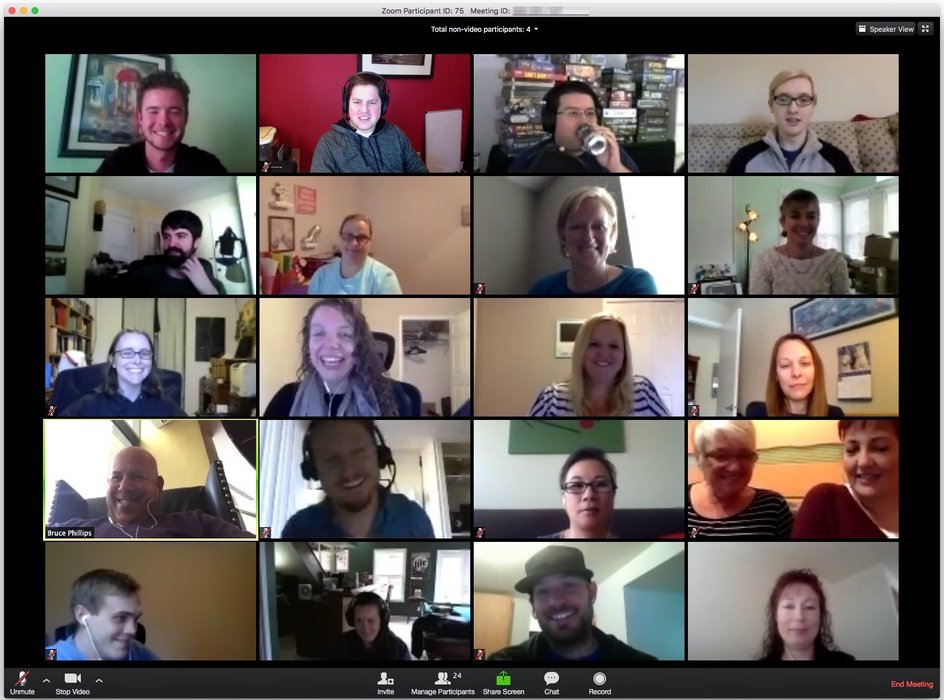 Zoom Participant ID: 75 Meeting ID:
Total non-video participants: 4
Speaker View
Bruce Phillips
Unmute
Stop Video
Invite
24
Manage Participants
Share Screen
Chat
Record
End Meeting